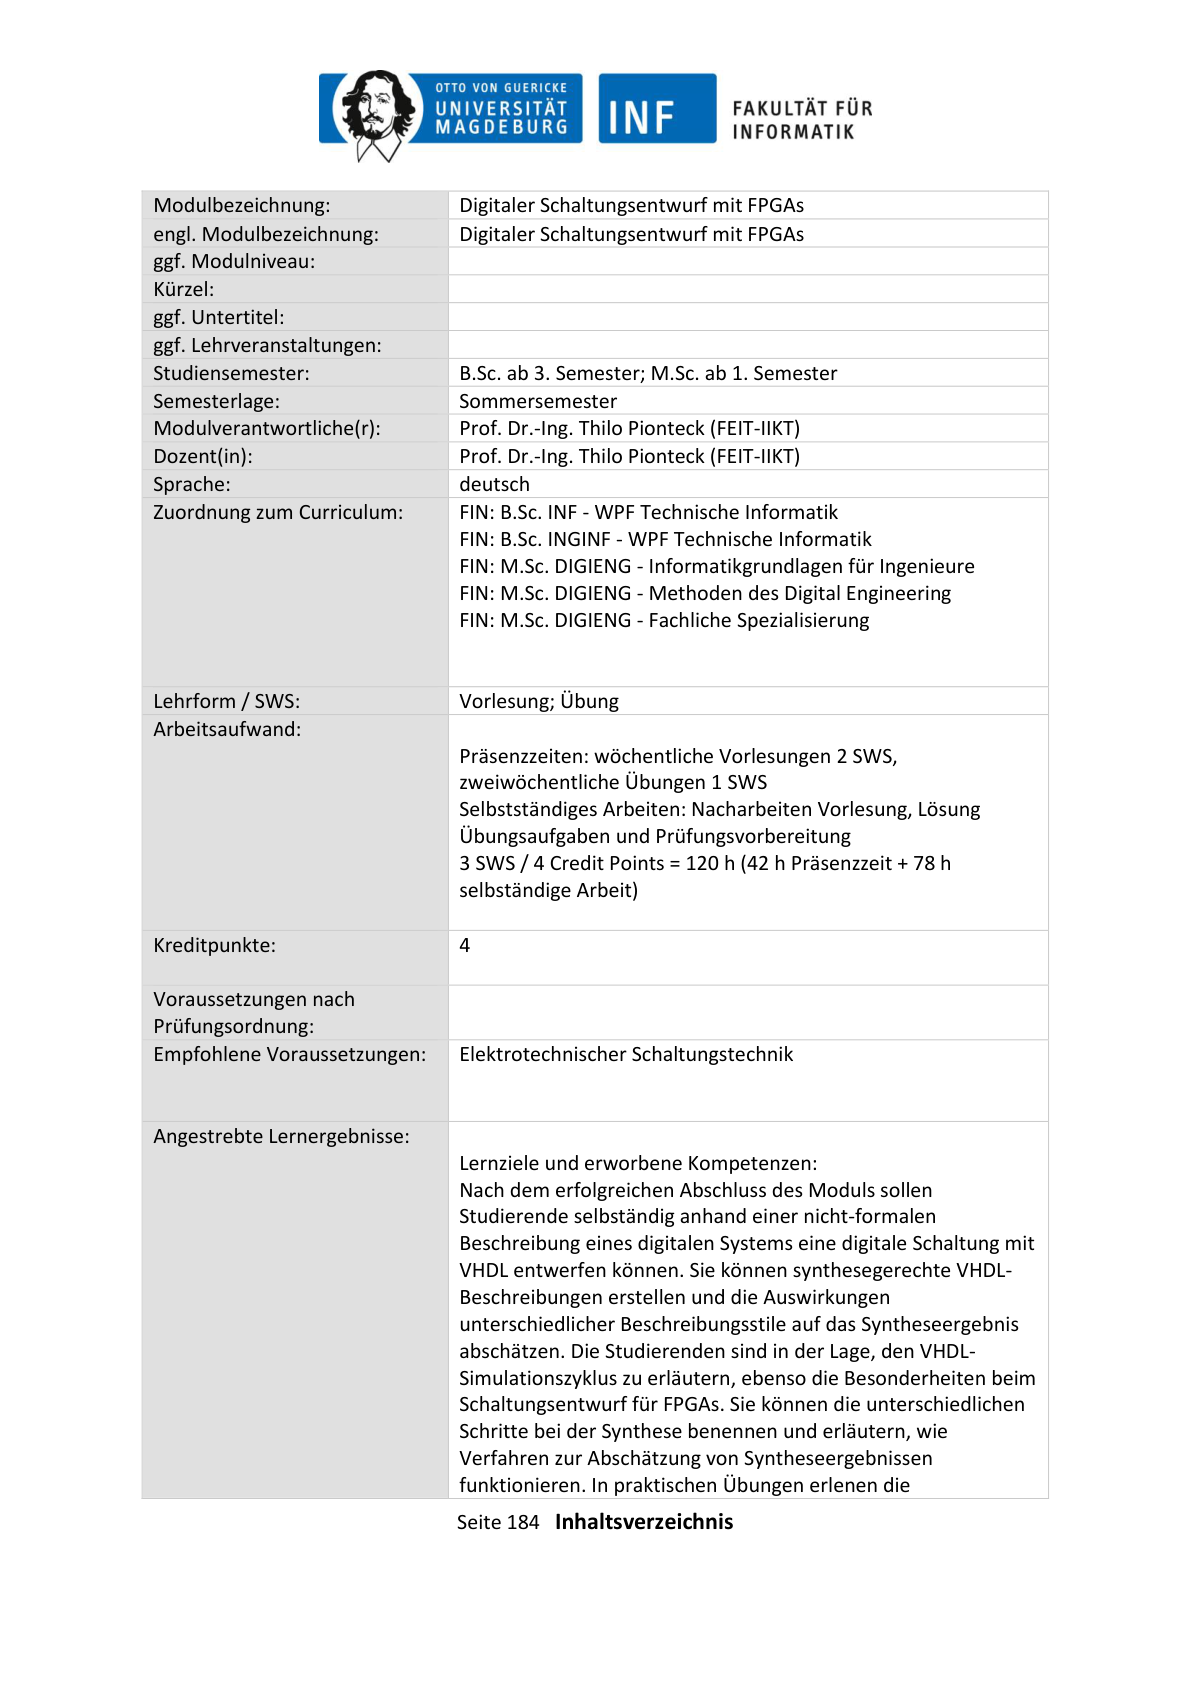 OTTO VON GUERICKE
UNIVERSITÄT
MAGDEBURG
INF
FAKULTÄT FÜR
INFORMATIK
Modulbezeichnung: Digitaler Schaltungsentwurf mit FPGAs
engl. Modulbezeichnung: Digitaler Schaltungsentwurf mit FPGAs
ggf. Modulniveau:
Kürzel:
ggf. Untertitel:
ggf. Lehrveranstaltungen:
Studiensemester: B.Sc. ab 3. Semester; M.Sc. ab 1. Semester
Semesterlage: Sommersemester
Modulverantwortliche(r): Prof. Dr.-Ing. Thilo Pionteck (FEIT-IIKT)
Dozent(in): Prof. Dr.-Ing. Thilo Pionteck (FEIT-IIKT)
Sprache: deutsch
Zuordnung zum Curriculum: FIN: B.Sc. INF - WPF Technische Informatik
FIN: B.Sc. INGINF - WPF Technische Informatik
FIN: M.Sc. DIGIENG - Informatikgrundlagen für Ingenieure
FIN: M.Sc. DIGIENG - Methoden des Digital Engineering
FIN: M.Sc. DIGIENG - Fachliche Spezialisierung
Lehrform / SWS: Vorlesung; Übung
Arbeitsaufwand:
Präsenzzeiten: wöchentliche Vorlesungen 2 SWS,
zweiwöchentliche Übungen 1 SWS
Selbstständiges Arbeiten: Nacharbeiten Vorlesung, Lösung
Übungsaufgaben und Prüfungsvorbereitung
3 SWS / 4 Credit Points = 120 h (42 h Präsenzzeit + 78 h
selbständige Arbeit)
Kreditpunkte: 4
Voraussetzungen nach
Prüfungsordnung:
Empfohlene Voraussetzungen: Elektrotechnischer Schaltungstechnik
Angestrebte Lernergebnisse:
Lernziele und erworbene Kompetenzen:
Nach dem erfolgreichen Abschluss des Moduls sollen
Studierende selbständig anhand einer nicht-formalen
Beschreibung eines digitalen Systems eine digitale Schaltung mit
VHDL entwerfen können. Sie können synthesegerechte VHDL-
Beschreibungen erstellen und die Auswirkungen
unterschiedlicher Beschreibungsstile auf das Syntheseergebnis
abschätzen. Die Studierenden sind in der Lage, den VHDL-
Simulationszyklus zu erläutern, ebenso die Besonderheiten beim
Schaltungsentwurf für FPGAs. Sie können die unterschiedlichen
Schritte bei der Synthese benennen und erläutern, wie
Verfahren zur Abschätzung von Syntheseergebnissen
funktionieren. In praktischen Übungen erlenen die
Seite 184 Inhaltsverzeichnis